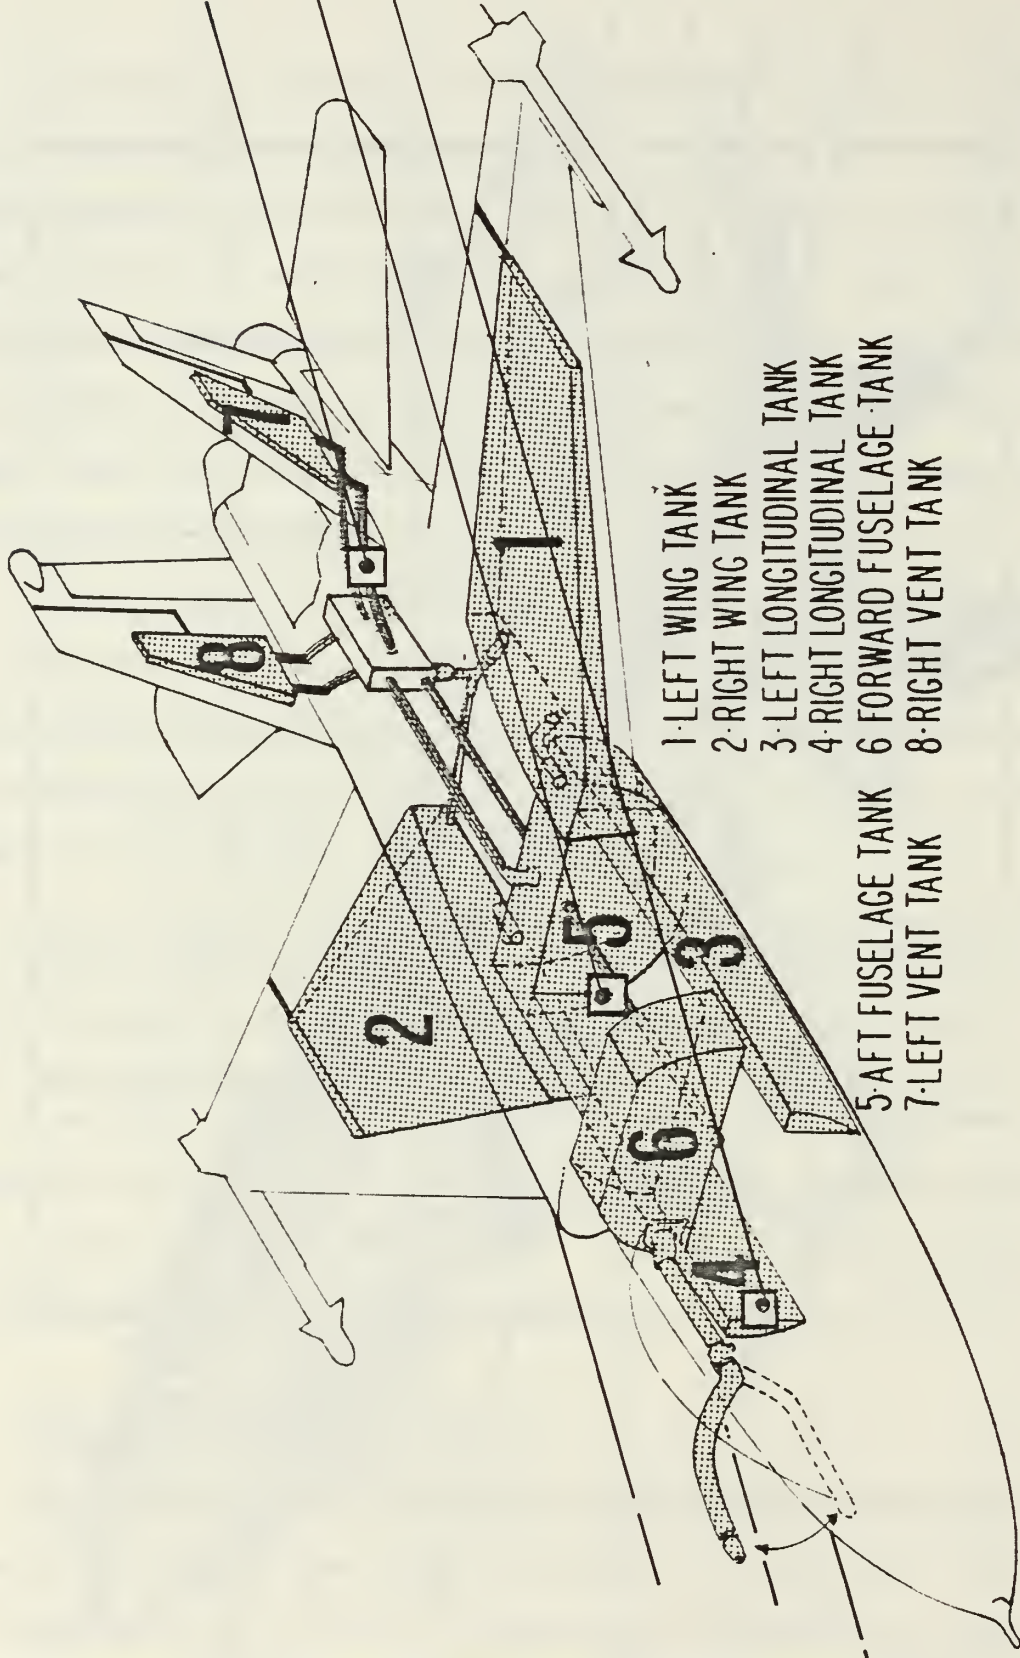 7
8
1
2
5
3
6
4
6
1·LEFT WING TANK
2·RIGHT WING TANK
3·LEFT LONGITUDINAL TANK
4·RIGHT LONGITUDINAL TANK
5·AFT FUSELAGE TANK 6 FORWARD FUSELAGE TANK
7·LEFT VENT TANK 8·RIGHT VENT TANK